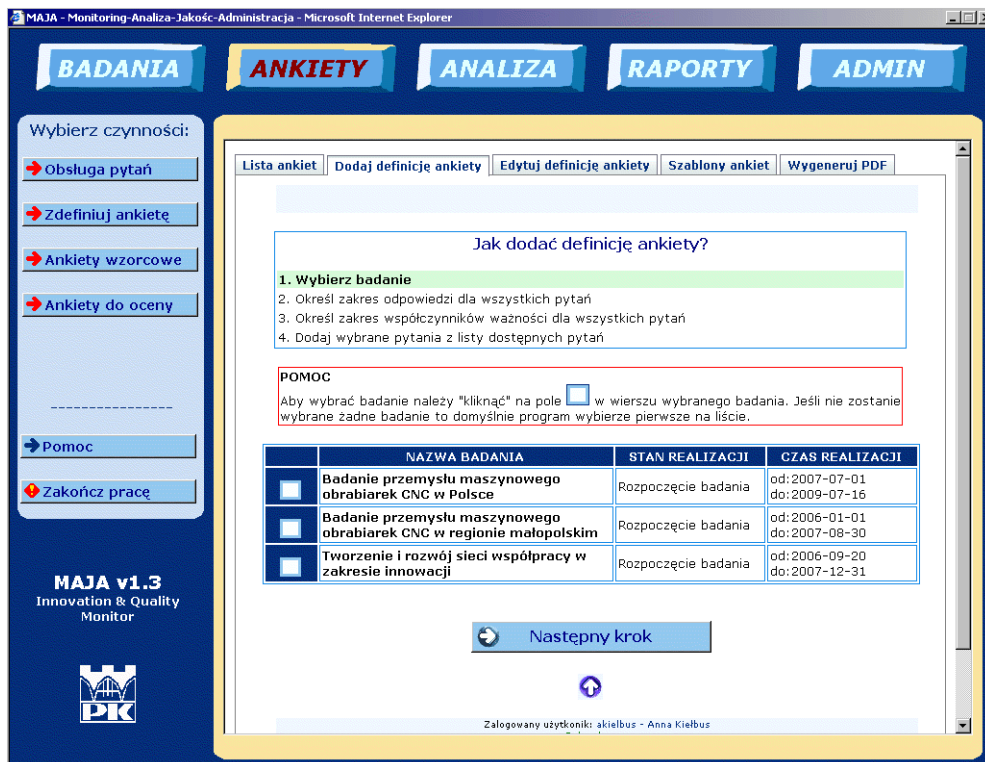 MAJA - Monitoring-Analiza-Jakośc-Administracja - Microsoft Internet Explorer
BADANIA
ANKIETY
ANALIZA
RAPORTY
ADMIN
Wybierz czynności:
Obsługa pytań
Zdefiniuj ankietę
Ankiety wzorcowe
Ankiety do oceny
----------------
Pomoc
Zakończ pracę
MAJA v1.3
Innovation & Quality
Monitor
PK
Lista ankiet
Dodaj definicję ankiety
Edytuj definicję ankiety
Szablony ankiet
Wygeneruj PDF
Jak dodać definicję ankiety?
1. Wybierz badanie
2. Określ zakres odpowiedzi dla wszystkich pytań
3. Określ zakres współczynników ważności dla wszystkich pytań
4. Dodaj wybrane pytania z listy dostępnych pytań
POMOC
Aby wybrać badanie należy "kliknąć" na pole w wierszu wybranego badania. Jeśli nie zostanie
wybrane żadne badanie to domyślnie program wybierze pierwsze na liście.
NAZWA BADANIA STAN REALIZACJI CZAS REALIZACJI
Badanie przemysłu maszynowego
obrabiarek CNC w Polsce
Rozpoczęcie badania
od:2007-07-01
do:2009-07-16
Badanie przemysłu maszynowego
obrabiarek CNC w regionie małopolskim
Rozpoczęcie badania
od:2006-01-01
do:2007-08-30
Tworzenie i rozwój sieci współpracy w
zakresie innowacji
Rozpoczęcie badania
od:2006-09-20
do:2007-12-31
Następny krok
Zalogowany użytkonik: akielbus - Anna Kiełbus